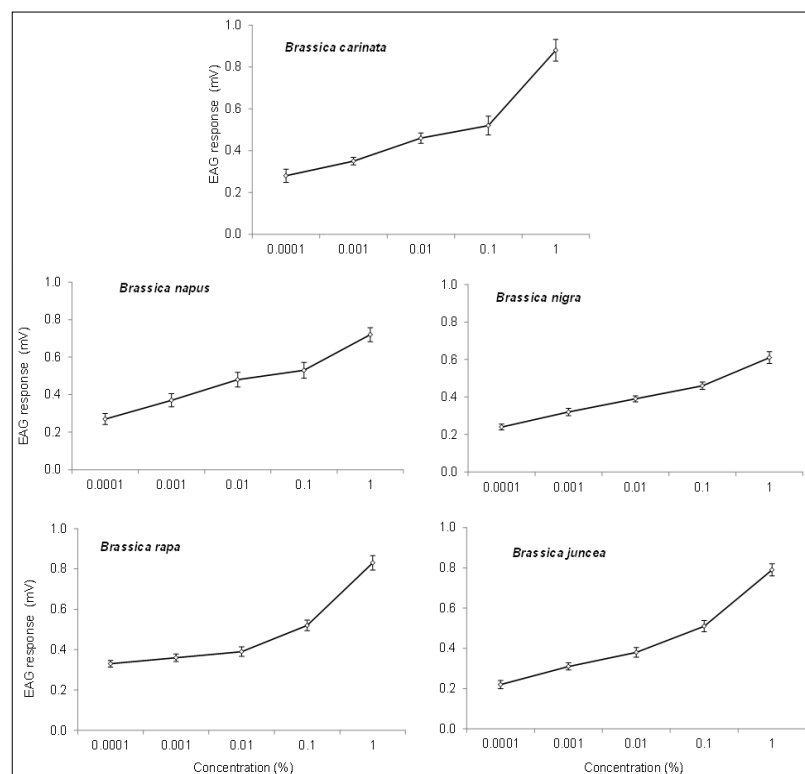 Brassica carinata
EAG response (mV)
1.0
0.8
0.6
0.4
0.2
0.0
0.0001 0.001 0.01 0.1 1
Brassica napus
EAG response (mV)
1.0
0.8
0.6
0.4
0.2
0.0
0.0001 0.001 0.01 0.1 1
Brassica nigra
1.0
0.8
0.6
0.4
0.2
0.0
0.0001 0.001 0.01 0.1 1
Brassica rapa
EAG response (mV)
1.0
0.8
0.6
0.4
0.2
0.0
0.0001 0.001 0.01 0.1 1
Concentration (%)
Brassica juncea
1.0
0.8
0.6
0.4
0.2
0.0
0.0001 0.001 0.01 0.1 1
Concentration (%)